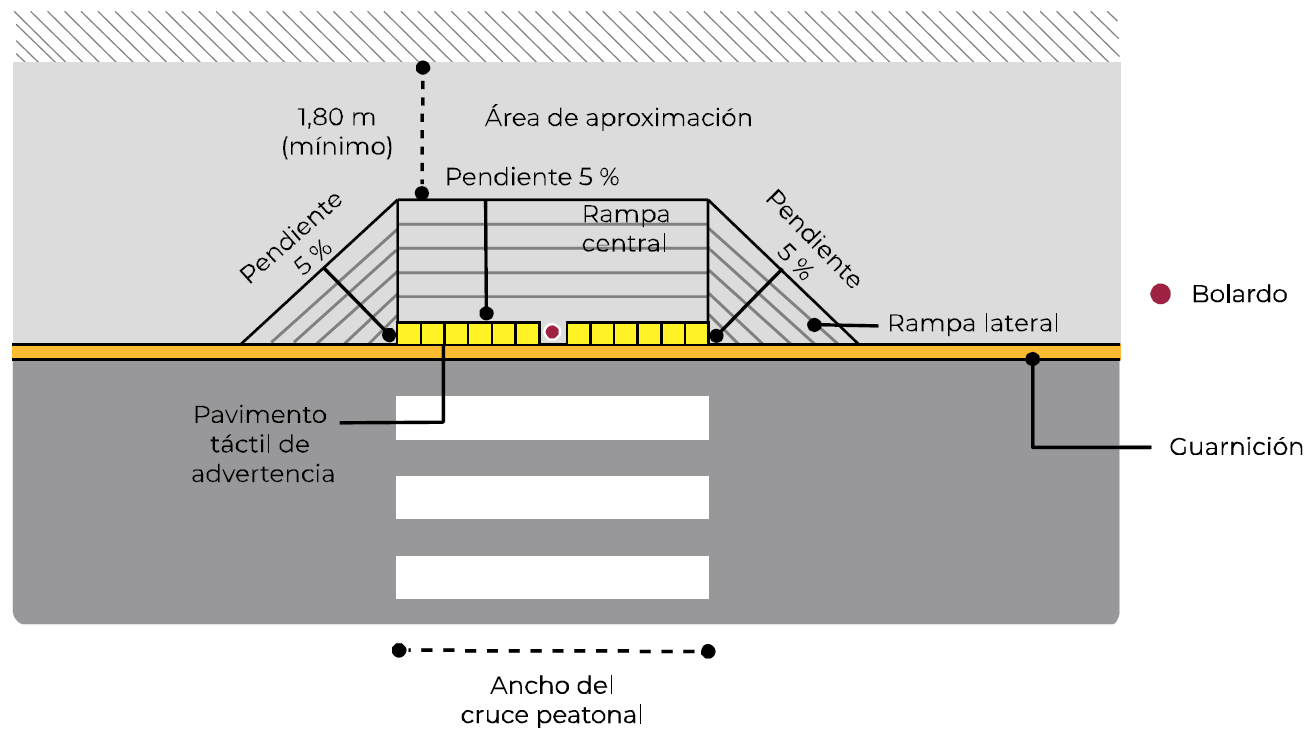 1,80 m
(mínimo)
Área de aproximación
Pendiente 5 %
Pendiente
5 %
Rampa
central
Pendiente
5 %
Bolardo
Rampa lateral
Pavimento
táctil de
advertencia
Guarnición
Ancho del
cruce peatonal